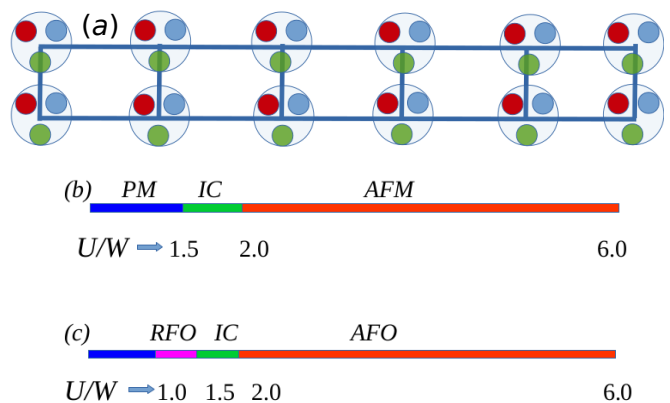 (a)
(b) PM IC AFM
U/W 1.5 2.0 6.0
(c) RFO IC AFO
U/W 1.0 1.5 2.0 6.0